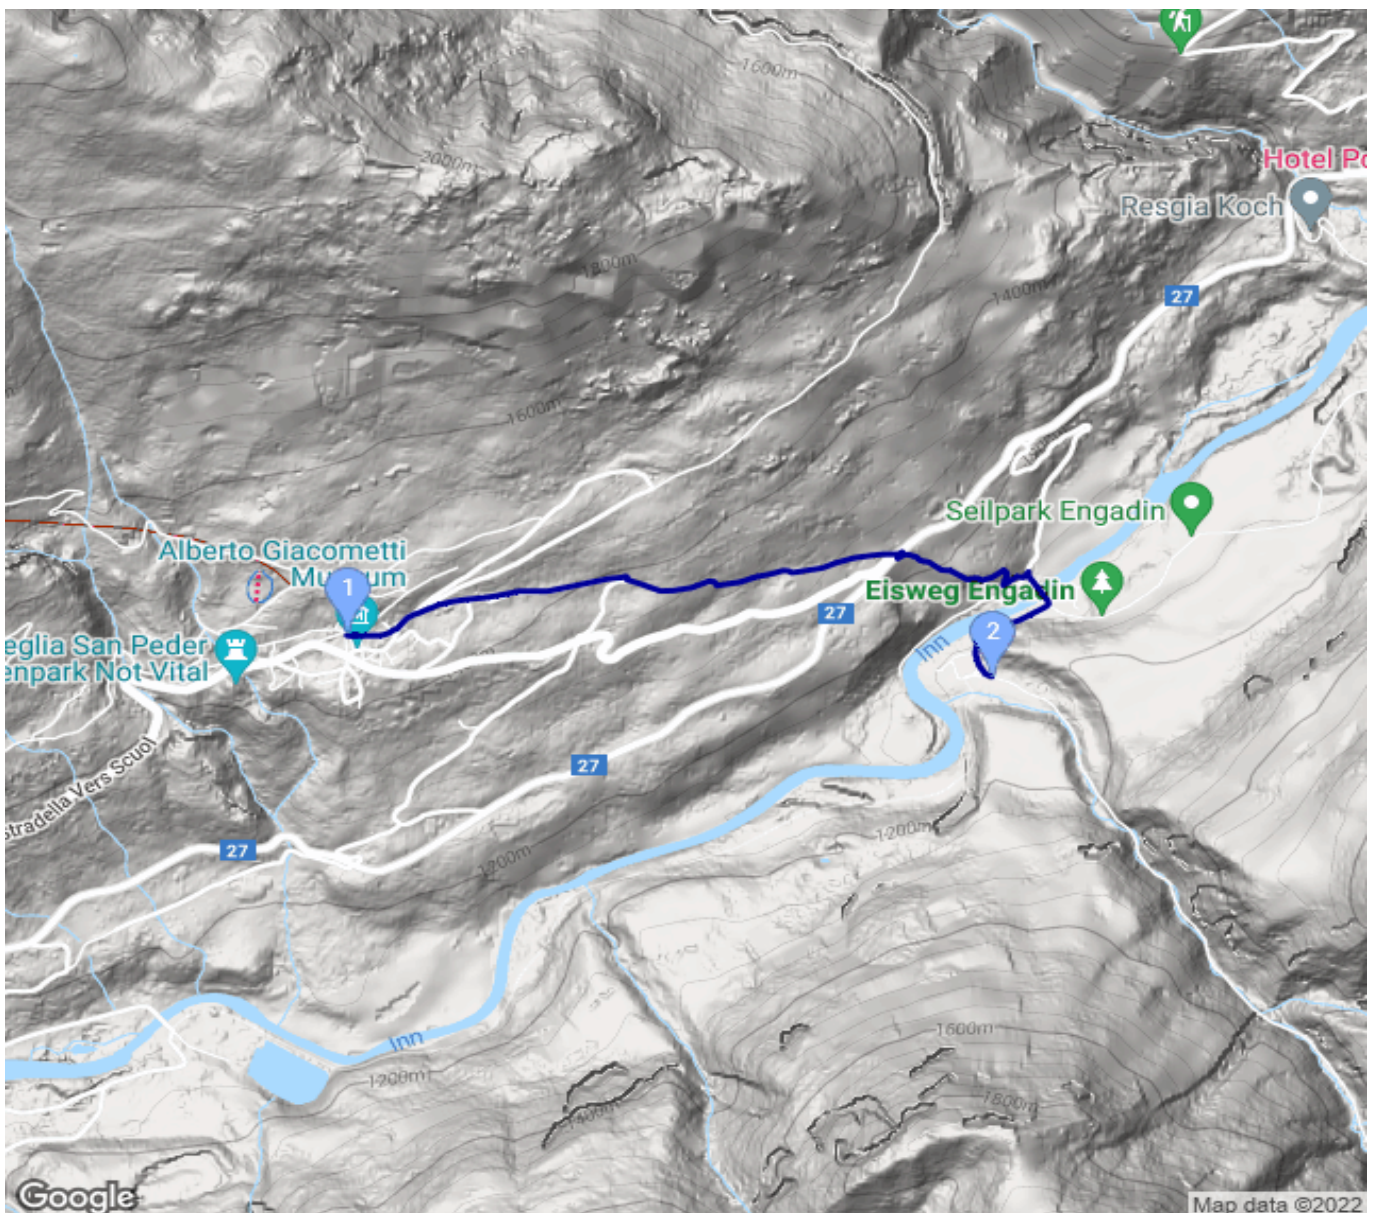 1600m
Hotel Po
2000m
Resgia Koch
1800m
1400m
27
1600m
Seilpark Engadin
Alberto Giacometti
Museum
1
Eisweg Engadin
27
2
eglia San Peder
enpark Not Vital
Inn
27
Stradella Vers Scuol
1200m
27
1200m
Inn
1600m
1200m
1800m
1400m
Google
Map data ©2022